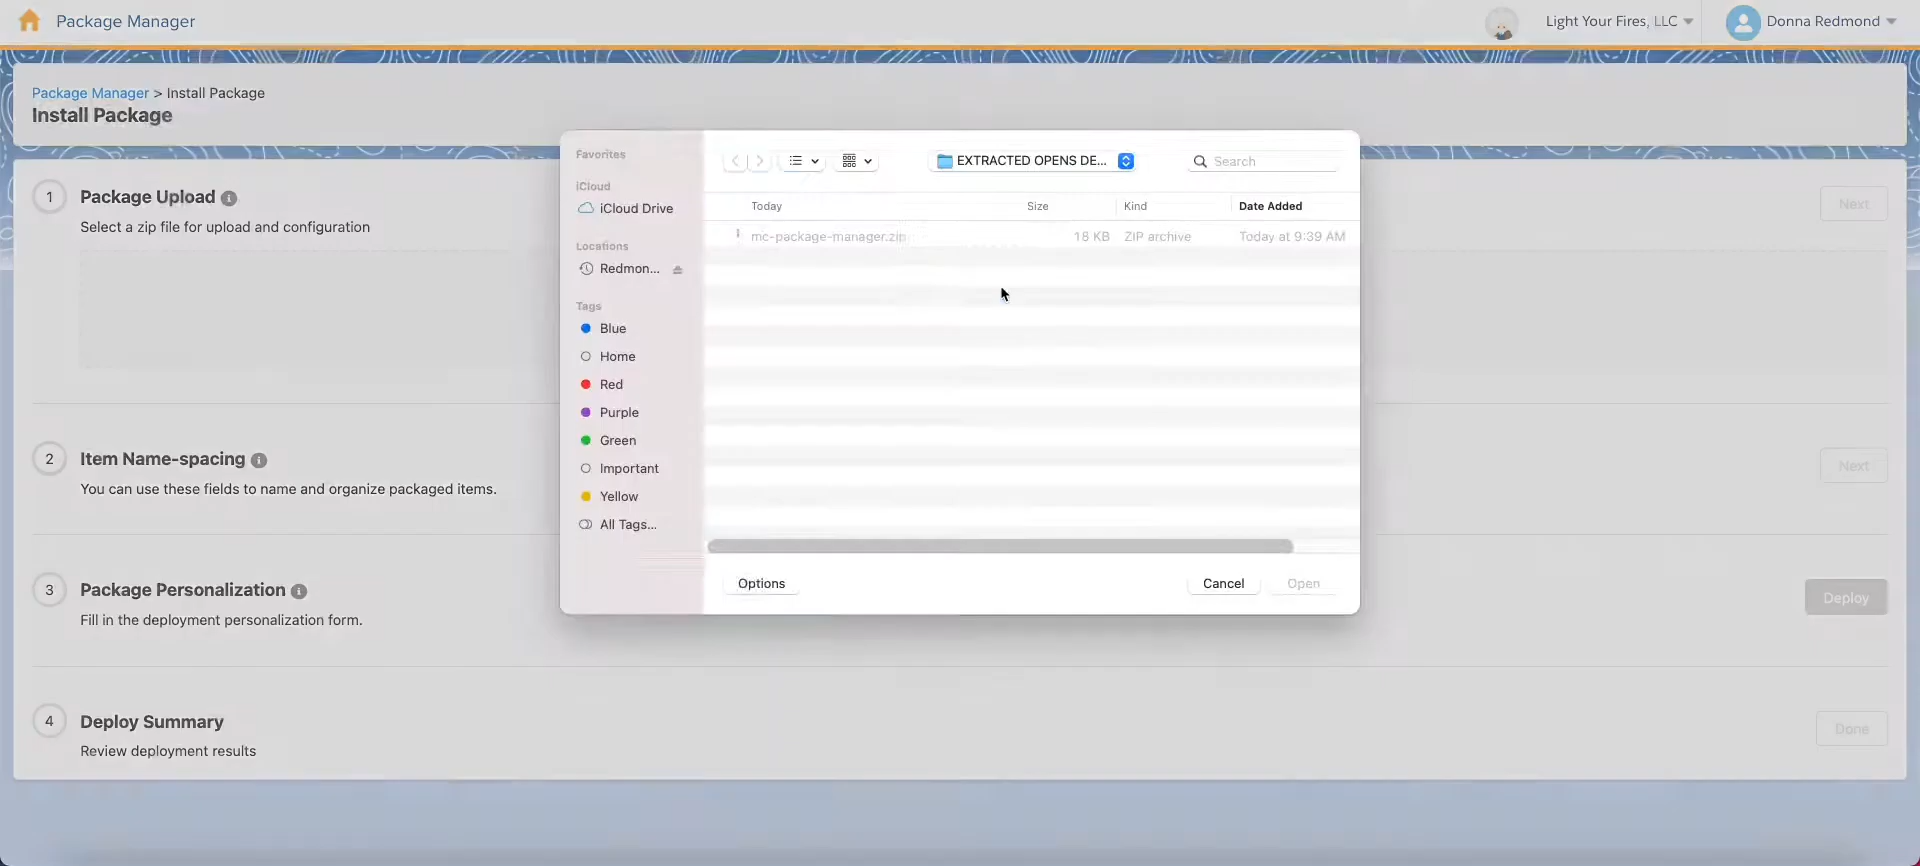 Package Manager
Light Your Fires, LLC
Donna Redmond
Package Manager > Install Package
Install Package
1
Package Upload
Select a zip file for upload and configuration
Next
2
Item Name-spacing
You can use these fields to name and organize packaged items.
Next
3
Package Personalization
Fill in the deployment personalization form.
Deploy
4
Deploy Summary
Review deployment results
Done
Favorites
iCloud
iCloud Drive
Locations
Redmon...
Tags
Blue
Home
Red
Purple
Green
Important
Yellow
All Tags...
EXTRACTED OPENS DE...
Search
Today Size Kind Date Added
mc-package-manager.zip 18 KB ZIP archive Today at 9:39 AM
Options
Cancel
Open